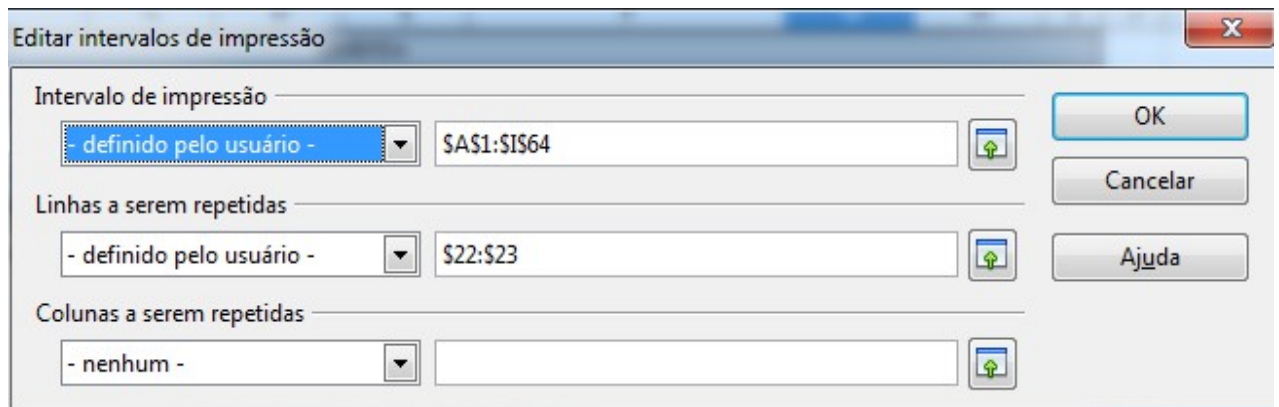 Editar intervalos de impressão
Intervalo de impressão
- definido pelo usuário -
$A$1:$I$64
OK
Cancelar
Linhas a serem repetidas
- definido pelo usuário -
$22:$23
Ajuda
Colunas a serem repetidas
- nenhum -